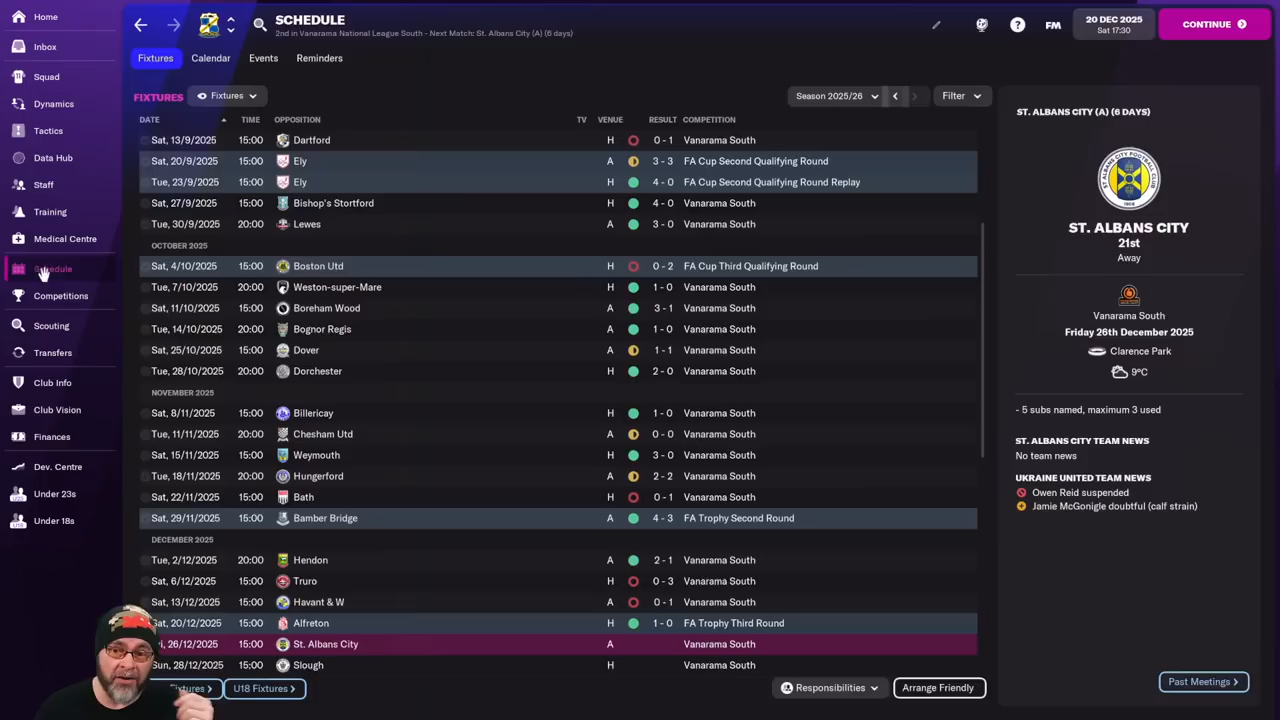 Home
Inbox
Squad
Dynamics
Tactics
Data Hub
Staff
Training
Medical Centre
Competitions
Scouting
Transfers
Club Info
Club Vision
Finances
Dev. Centre
Under 23s
Under 18s
SCHEDULE
2nd in Vanarama National League South - Next Match: St. Albans City (A) (6 days)
FM
20 DEC 2025
Sat 17:30
CONTINUE
Fixtures Calendar Events Reminders
FIXTURES Fixtures Season 2025/26 Filter
DATE TIME OPPOSITION TV VENUE RESULT COMPETITION
Sat, 13/9/2025 15:00 Dartford H 0 - 1 Vanarama South
Sat, 20/9/2025 15:00 Ely A 3 - 3 FA Cup Second Qualifying Round
Tue, 23/9/2025 15:00 Ely H 4 - 0 FA Cup Second Qualifying Round Replay
Sat, 27/9/2025 15:00 Bishop's Stortford H 4 - 0 Vanarama South
Tue, 30/9/2025 20:00 Lewes A 3 - 0 Vanarama South
OCTOBER 2025
Sat, 4/10/2025 15:00 Boston Utd H 0 - 2 FA Cup Third Qualifying Round
Tue, 7/10/2025 20:00 Weston-super-Mare H 1 - 0 Vanarama South
Sat, 11/10/2025 15:00 Boreham Wood A 3 - 1 Vanarama South
Tue, 14/10/2025 20:00 Bognor Regis A 1 - 0 Vanarama South
Sat, 25/10/2025 15:00 Dover A 1 - 1 Vanarama South
Tue, 28/10/2025 20:00 Dorchester H 2 - 0 Vanarama South
NOVEMBER 2025
Sat, 8/11/2025 15:00 Billericay H 1 - 0 Vanarama South
Tue, 11/11/2025 20:00 Chesham Utd A 0 - 0 Vanarama South
Sat, 15/11/2025 15:00 Weymouth H 3 - 0 Vanarama South
Tue, 18/11/2025 20:00 Hungerford A 2 - 2 Vanarama South
Sat, 22/11/2025 15:00 Bath H 0 - 1 Vanarama South
Sat, 29/11/2025 15:00 Bamber Bridge A 4 - 3 FA Trophy Second Round
DECEMBER 2025
Tue, 2/12/2025 20:00 Hendon A 2 - 1 Vanarama South
Sat, 6/12/2025 15:00 Truro H 0 - 3 Vanarama South
Sat, 13/12/2025 15:00 Havant & W A 0 - 1 Vanarama South
Sat, 20/12/2025 15:00 Alfreton H 1 - 0 FA Trophy Third Round
26/12/2025 15:00 St. Albans City A Vanarama South
Sun, 28/12/2025 15:00 Slough H Vanarama South
Fixtures > U18 Fixtures > Responsibilities Arrange Friendly
ST. ALBANS CITY (A) (6 DAYS)
ST ALBANS CITY FOOTBALL CLUB
1908
ST. ALBANS CITY
21st
Away
Vanarama South
Friday 26th December 2025
Clarence Park
9°C
- 5 subs named, maximum 3 used
ST. ALBANS CITY TEAM NEWS
No team news
UKRAINE UNITED TEAM NEWS
Owen Reid suspended
Jamie McGonigle doubtful (calf strain)
Past Meetings >